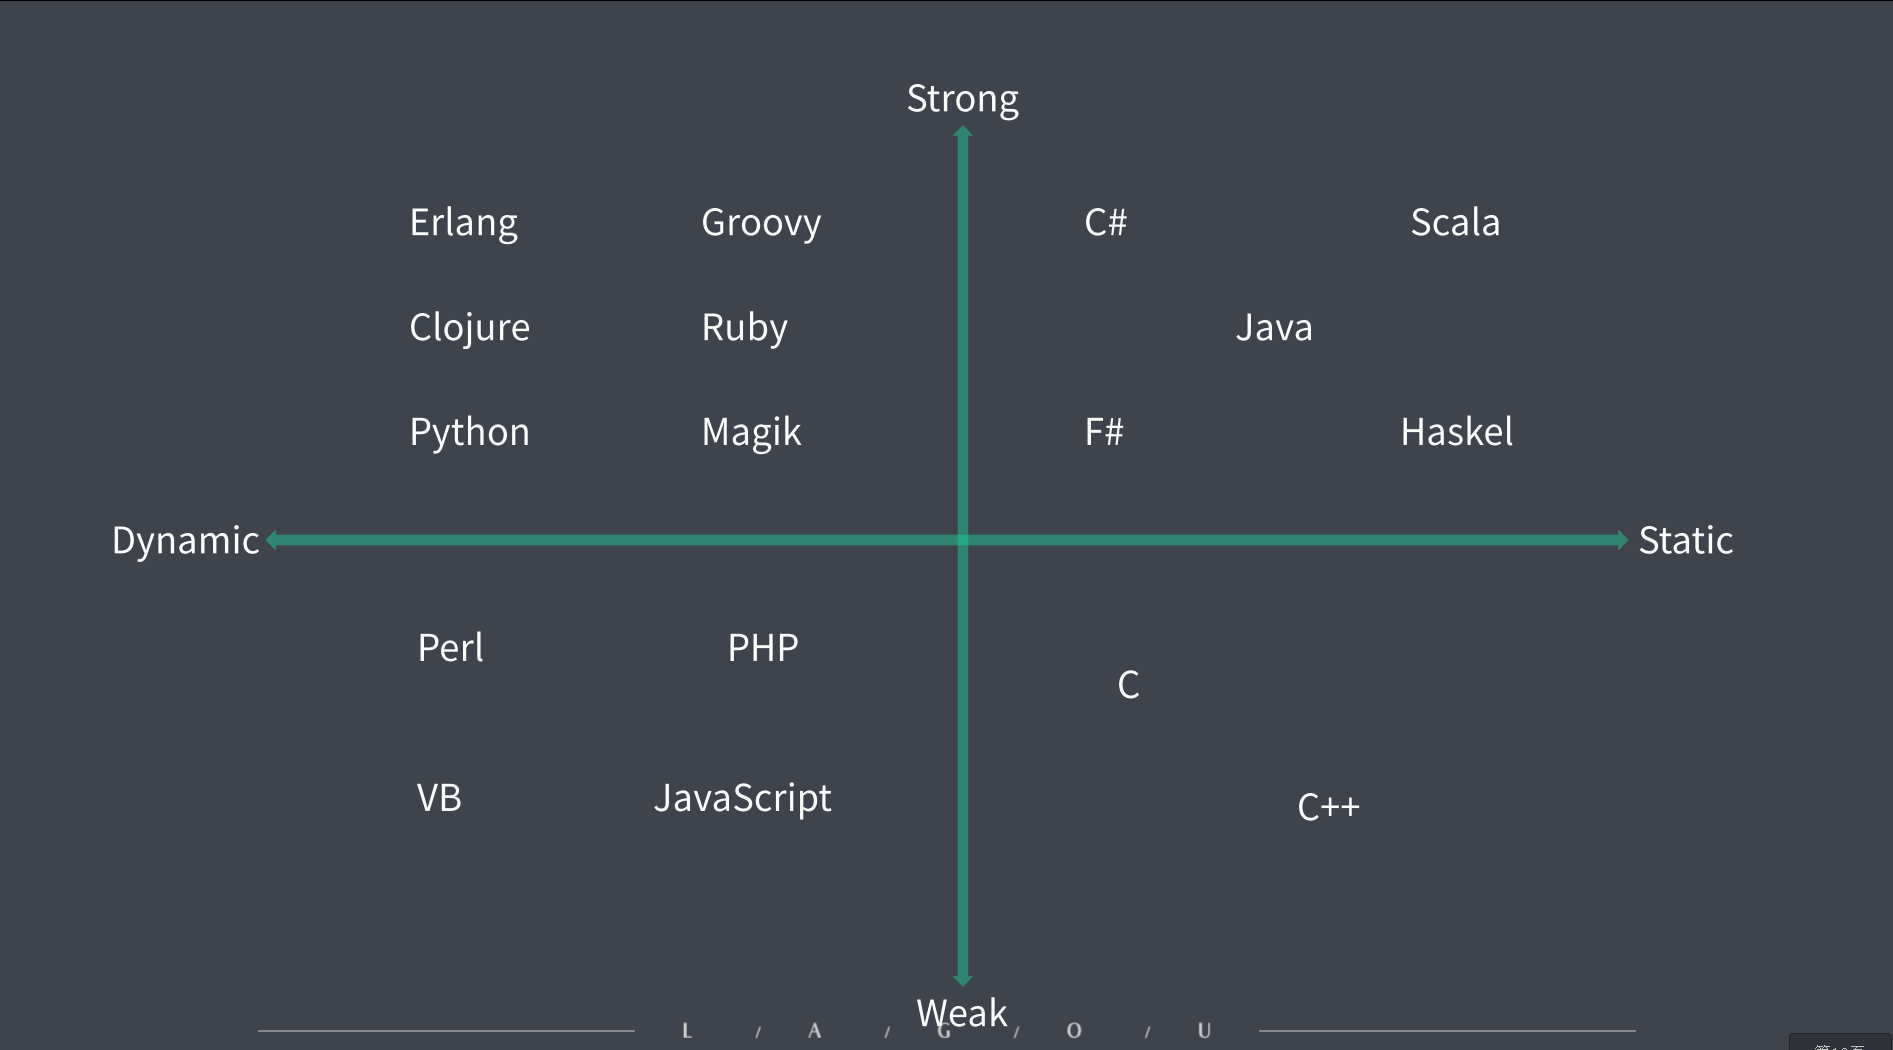 Strong
Erlang Groovy C# Scala
Clojure Ruby Java
Python Magik F# Haskel
Dynamic Static
Perl PHP
C
VB JavaScript
C++
Weak
L / A / G / O / U